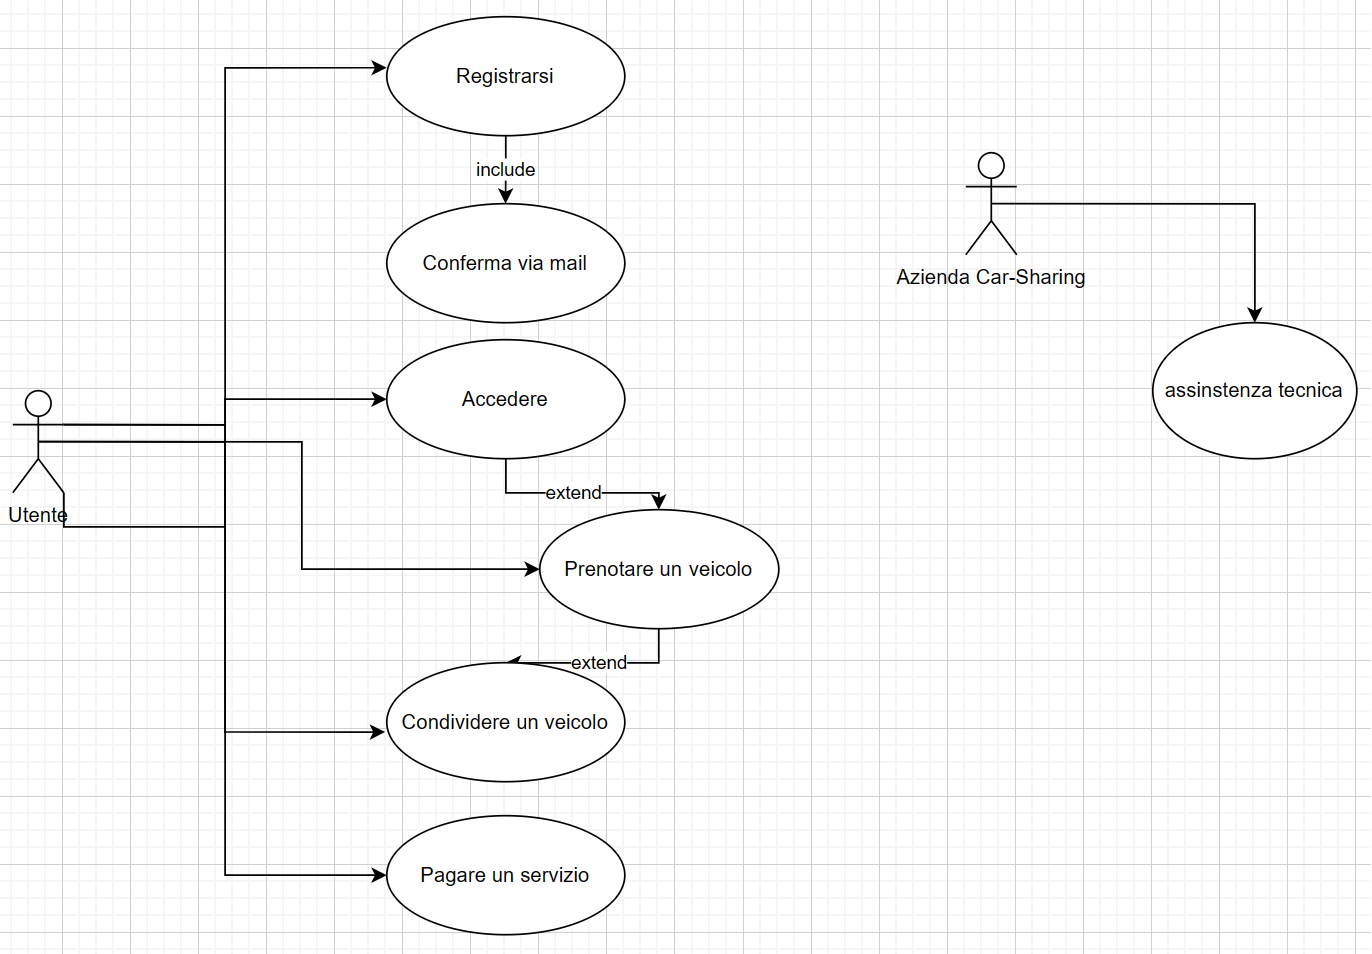 Registrarsi
include
Conferma via mail
Azienda Car-Sharing
assinstenza tecnica
Accedere
Utente
extend
Prenotare un veicolo
extend
Condividere un veicolo
Pagare un servizio